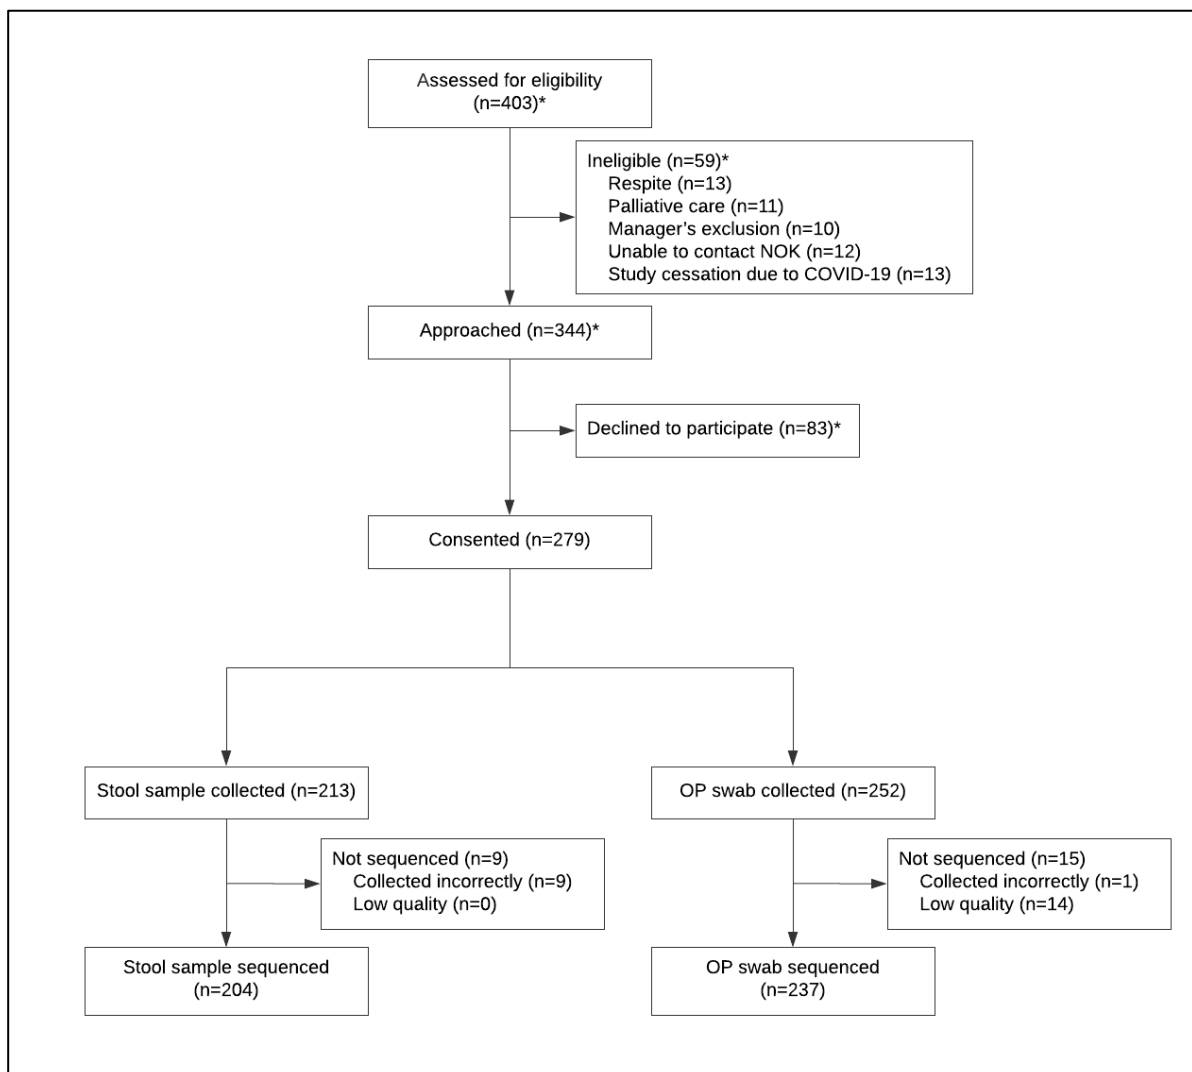 Assessed for eligibility
(n=403)*
Ineligible (n=59)*
Respite (n=13)
Palliative care (n=11)
Manager's exclusion (n=10)
Unable to contact NOK (n=12)
Study cessation due to COVID-19 (n=13)
Approached (n=344)*
Declined to participate (n=83)*
Consented (n=279)
Stool sample collected (n=213)
OP swab collected (n=252)
Not sequenced (n=9)
Collected incorrectly (n=9)
Low quality (n=0)
Not sequenced (n=15)
Collected incorrectly (n=1)
Low quality (n=14)
Stool sample sequenced
(n=204)
OP swab sequenced
(n=237)